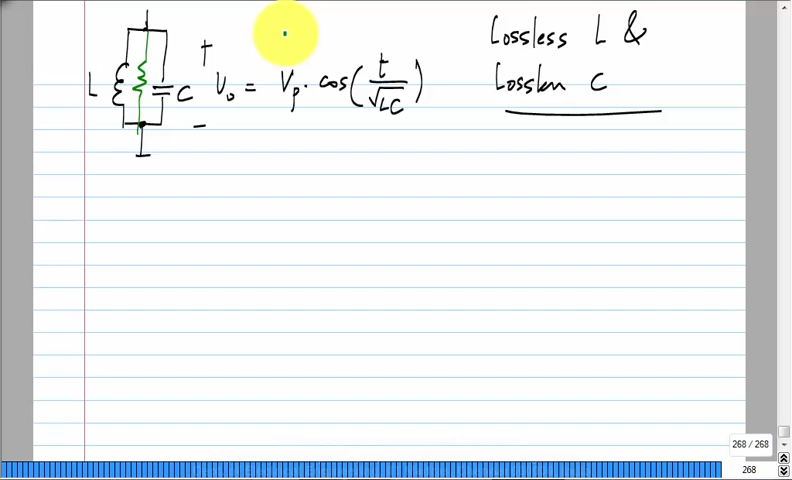 Lossless L &
Lossless C
L
C
+
V₀ = Vₚ · cos(t/√LC)
−
268 / 268
268